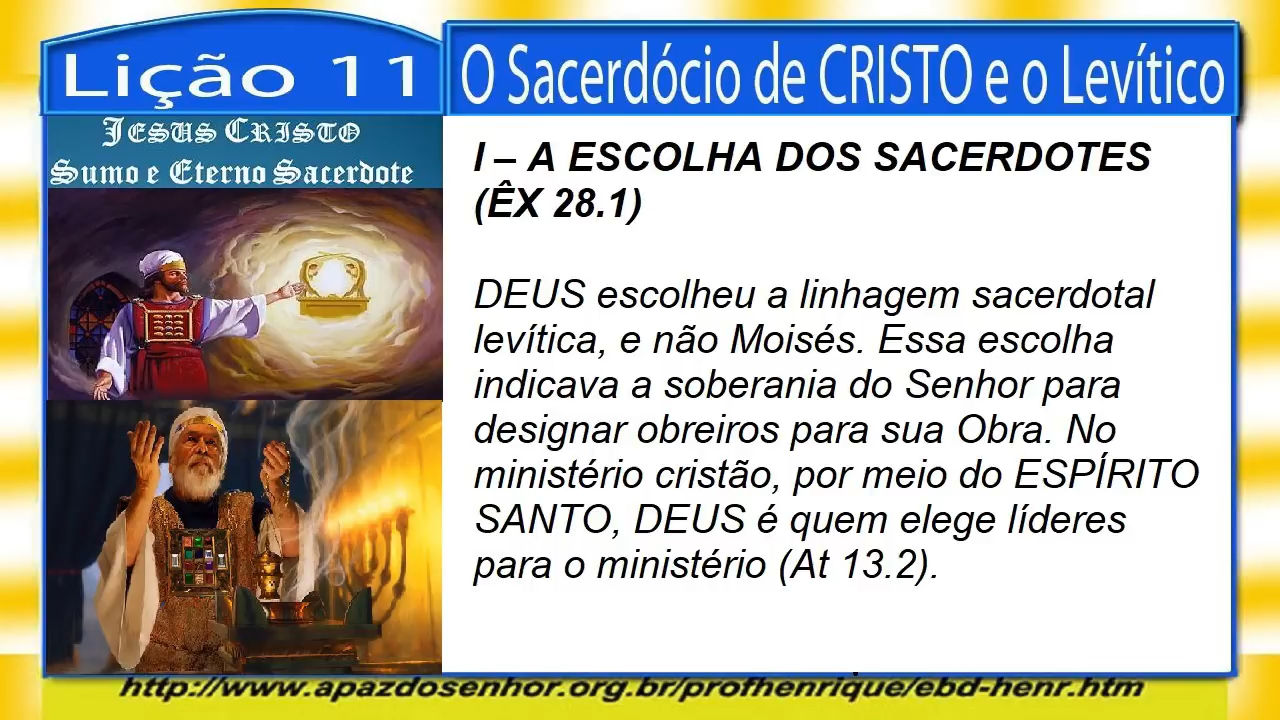 Lição 11
O Sacerdócio de CRISTO e o Levítico
JESUS CRISTO
Sumo e Eterno Sacerdote
I – A ESCOLHA DOS SACERDOTES
(ÊX 28.1)
DEUS escolheu a linhagem sacerdotal
levítica, e não Moisés. Essa escolha
indicava a soberania do Senhor para
designar obreiros para sua Obra. No
ministério cristão, por meio do ESPÍRITO
SANTO, DEUS é quem elege líderes
para o ministério (At 13.2).
http://www.apazdosenhor.org.br/profhenrique/ebd-henr.htm